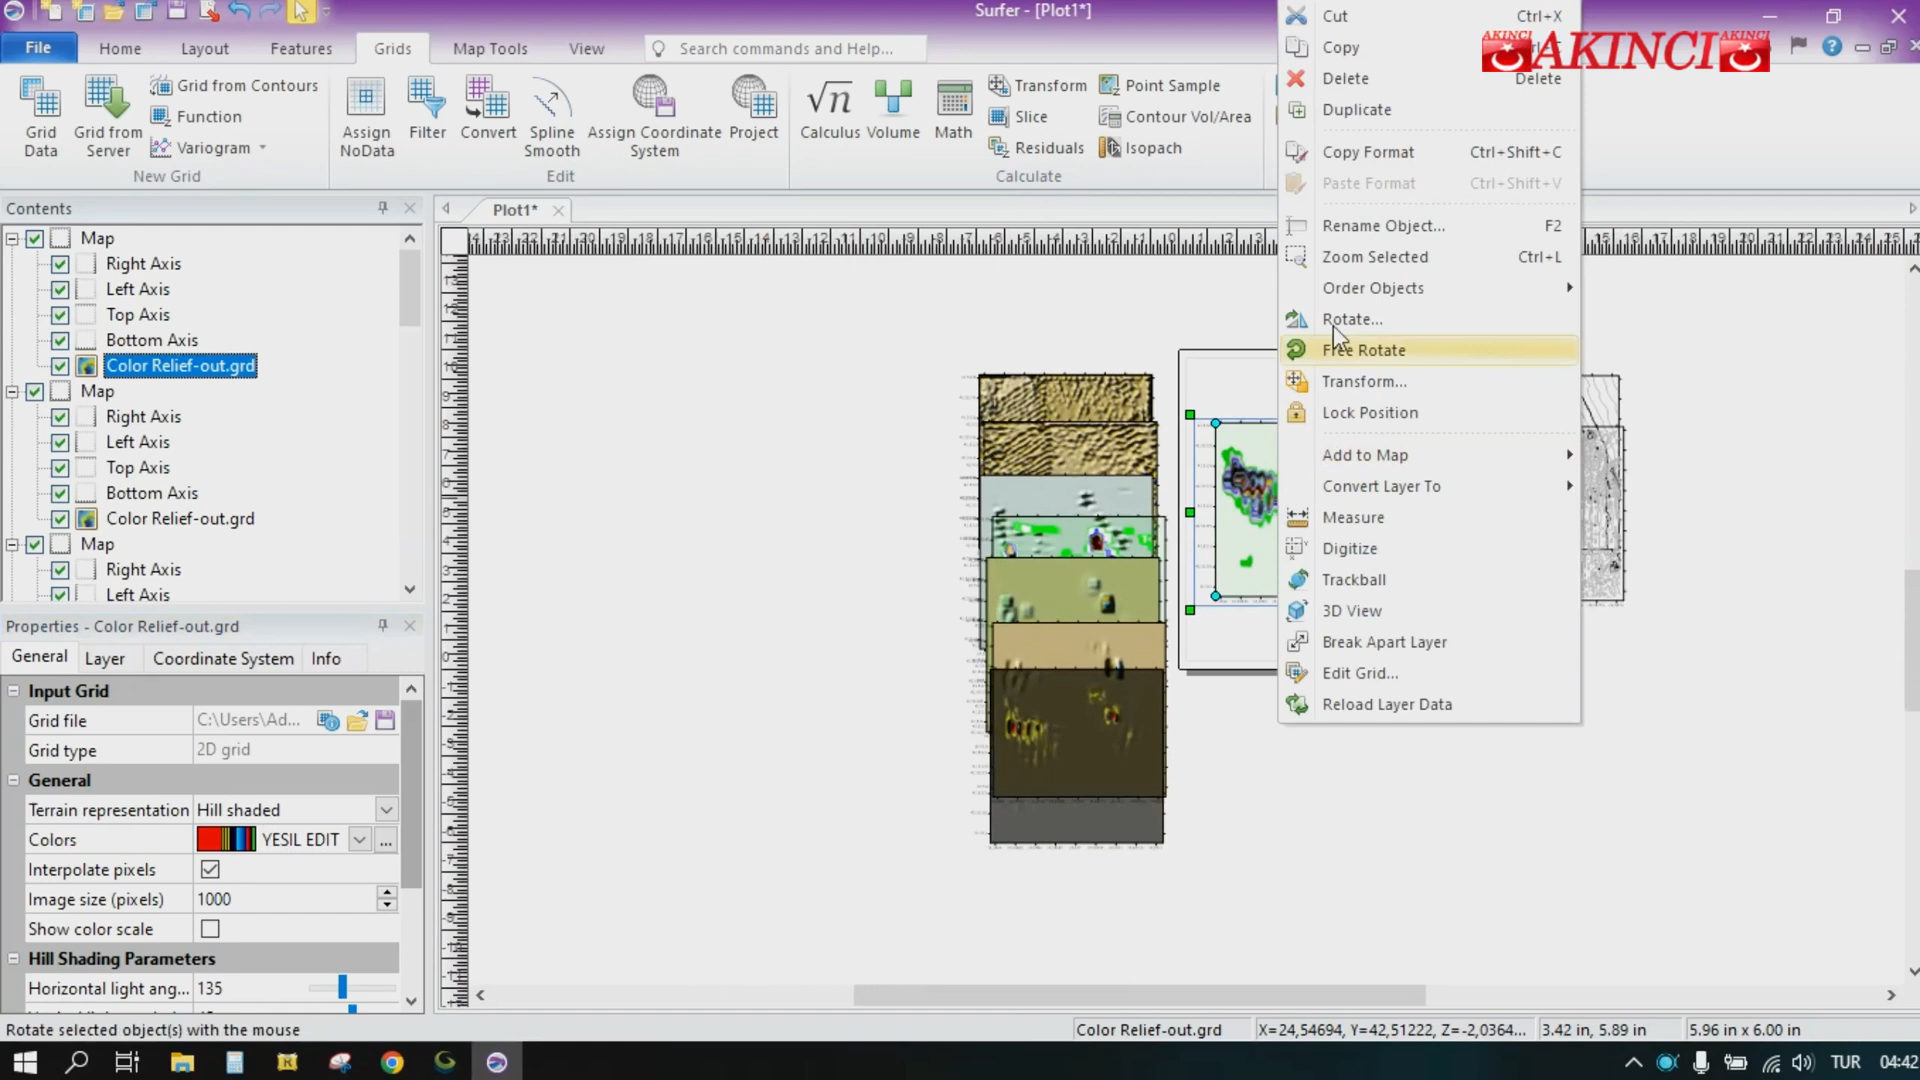 Surfer - [Plot1*]
File
Home
Layout
Features
Grids
Map Tools
View
Search commands and Help...
AKINCI
AKINCI
AKINCI
Grid Data
Grid from Server
Grid from Contours
Function
Variogram
New Grid
Assign NoData
Filter
Convert
Spline Smooth
Assign Coordinate System
Project
Edit
Calculus
Volume
Math
Transform
Slice
Residuals
Point Sample
Contour Vol/Area
Isopach
Calculate
Cut Ctrl+X
Copy
Delete Delete
Duplicate
Copy Format Ctrl+Shift+C
Paste Format Ctrl+Shift+V
Rename Object... F2
Zoom Selected Ctrl+L
Order Objects
Rotate...
Free Rotate
Transform...
Lock Position
Add to Map
Convert Layer To
Measure
Digitize
Trackball
3D View
Break Apart Layer
Edit Grid...
Reload Layer Data
Contents
Plot1*
Map
Right Axis
Left Axis
Top Axis
Bottom Axis
Color Relief-out.grd
Map
Right Axis
Left Axis
Top Axis
Bottom Axis
Color Relief-out.grd
Map
Right Axis
Left Axis
Properties - Color Relief-out.grd
General
Layer
Coordinate System
Info
Input Grid
Grid file C:\Users\Ad...
Grid type 2D grid
General
Terrain representation Hill shaded
Colors YESIL EDIT
Interpolate pixels
Image size (pixels) 1000
Show color scale
Hill Shading Parameters
Horizontal light ang... 135
Rotate selected object(s) with the mouse
Color Relief-out.grd
X=24,54694, Y=42,51222, Z=-2,0364...
3.42 in, 5.89 in
5.96 in x 6.00 in
TUR
04:42